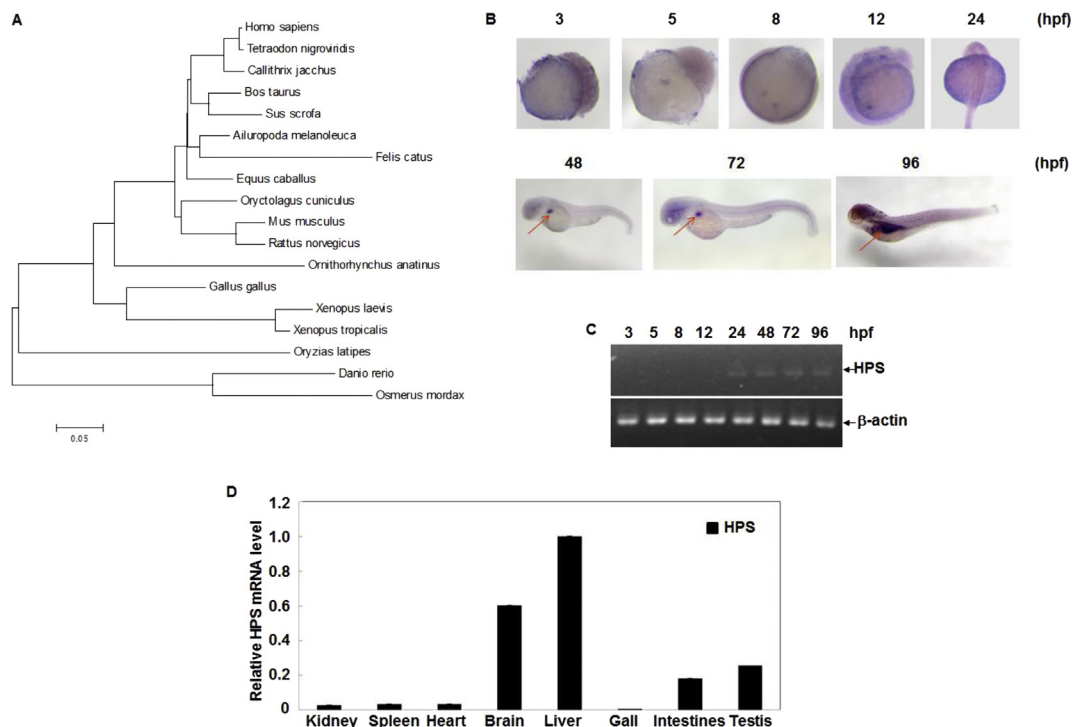 A
Homo sapiens
Tetraodon nigroviridis
Callithrix jacchus
Bos taurus
Sus scrofa
Ailuropoda melanoleuca
Felis catus
Equus caballus
Oryctolagus cuniculus
Mus musculus
Rattus norvegicus
Ornithorhynchus anatinus
Gallus gallus
Xenopus laevis
Xenopus tropicalis
Oryzias latipes
Danio rerio
Osmerus mordax
0.05
B 3 5 8 12 24 (hpf)
48 72 96 (hpf)
C 3 5 8 12 24 48 72 96 hpf
HPS
β-actin
D
Relative HPS mRNA level
1.2
1.0
0.8
0.6
0.4
0.2
0
HPS
Kidney Spleen Heart Brain Liver Gall Intestines Testis